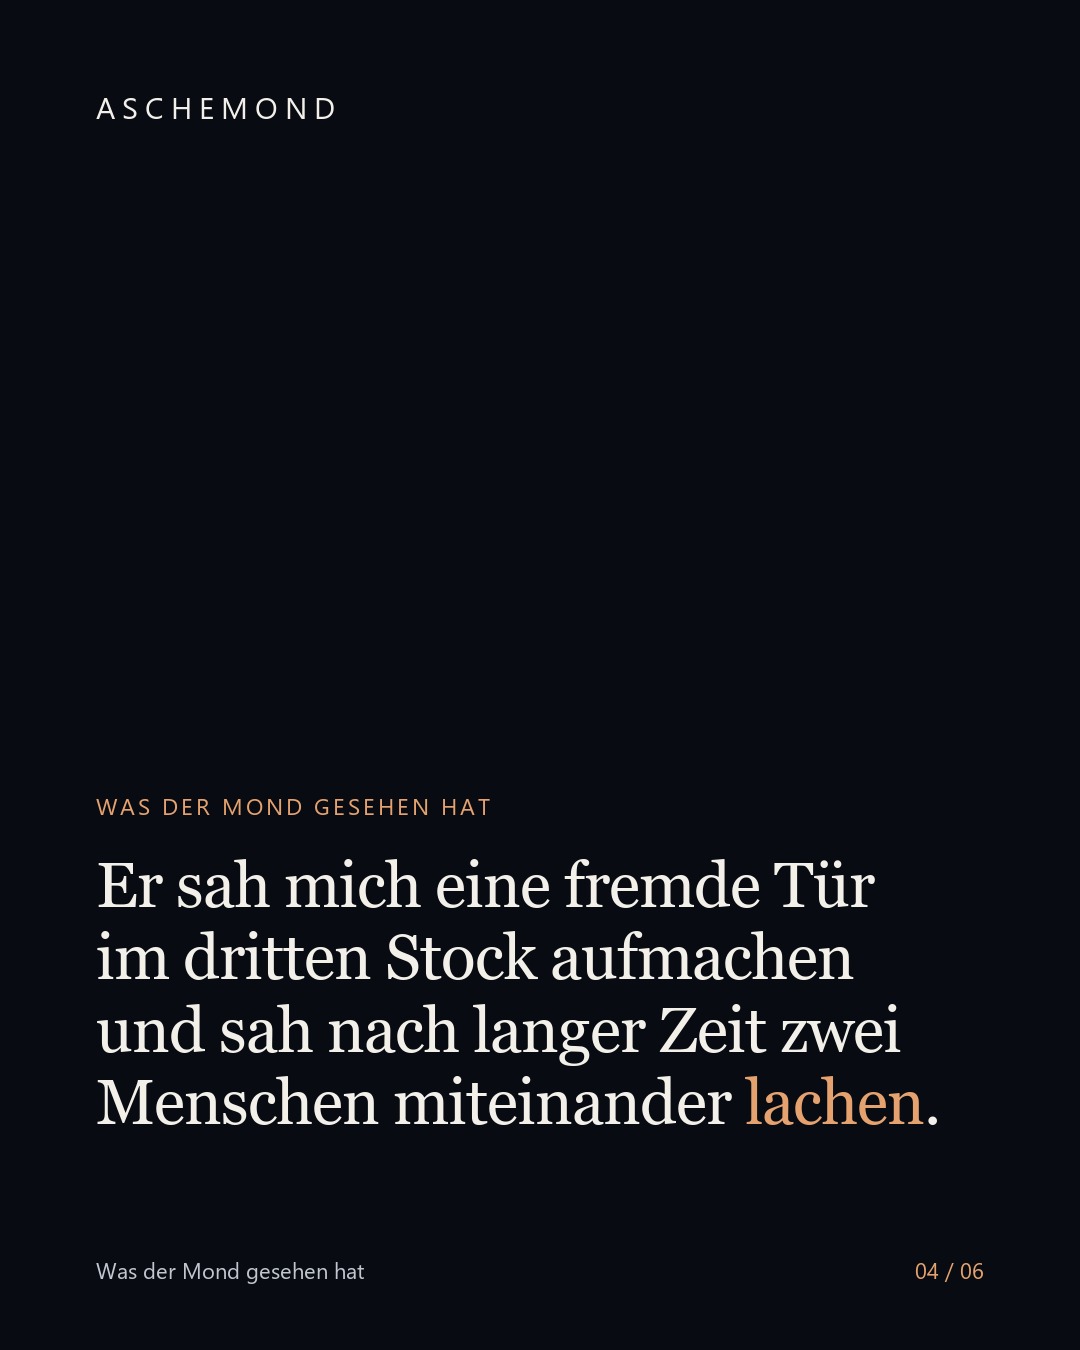 ASCHEMOND
WAS DER MOND GESEHEN HAT
Er sah mich eine fremde Tür
im dritten Stock aufmachen
und sah nach langer Zeit zwei
Menschen miteinander lachen.
Was der Mond gesehen hat
04 / 06